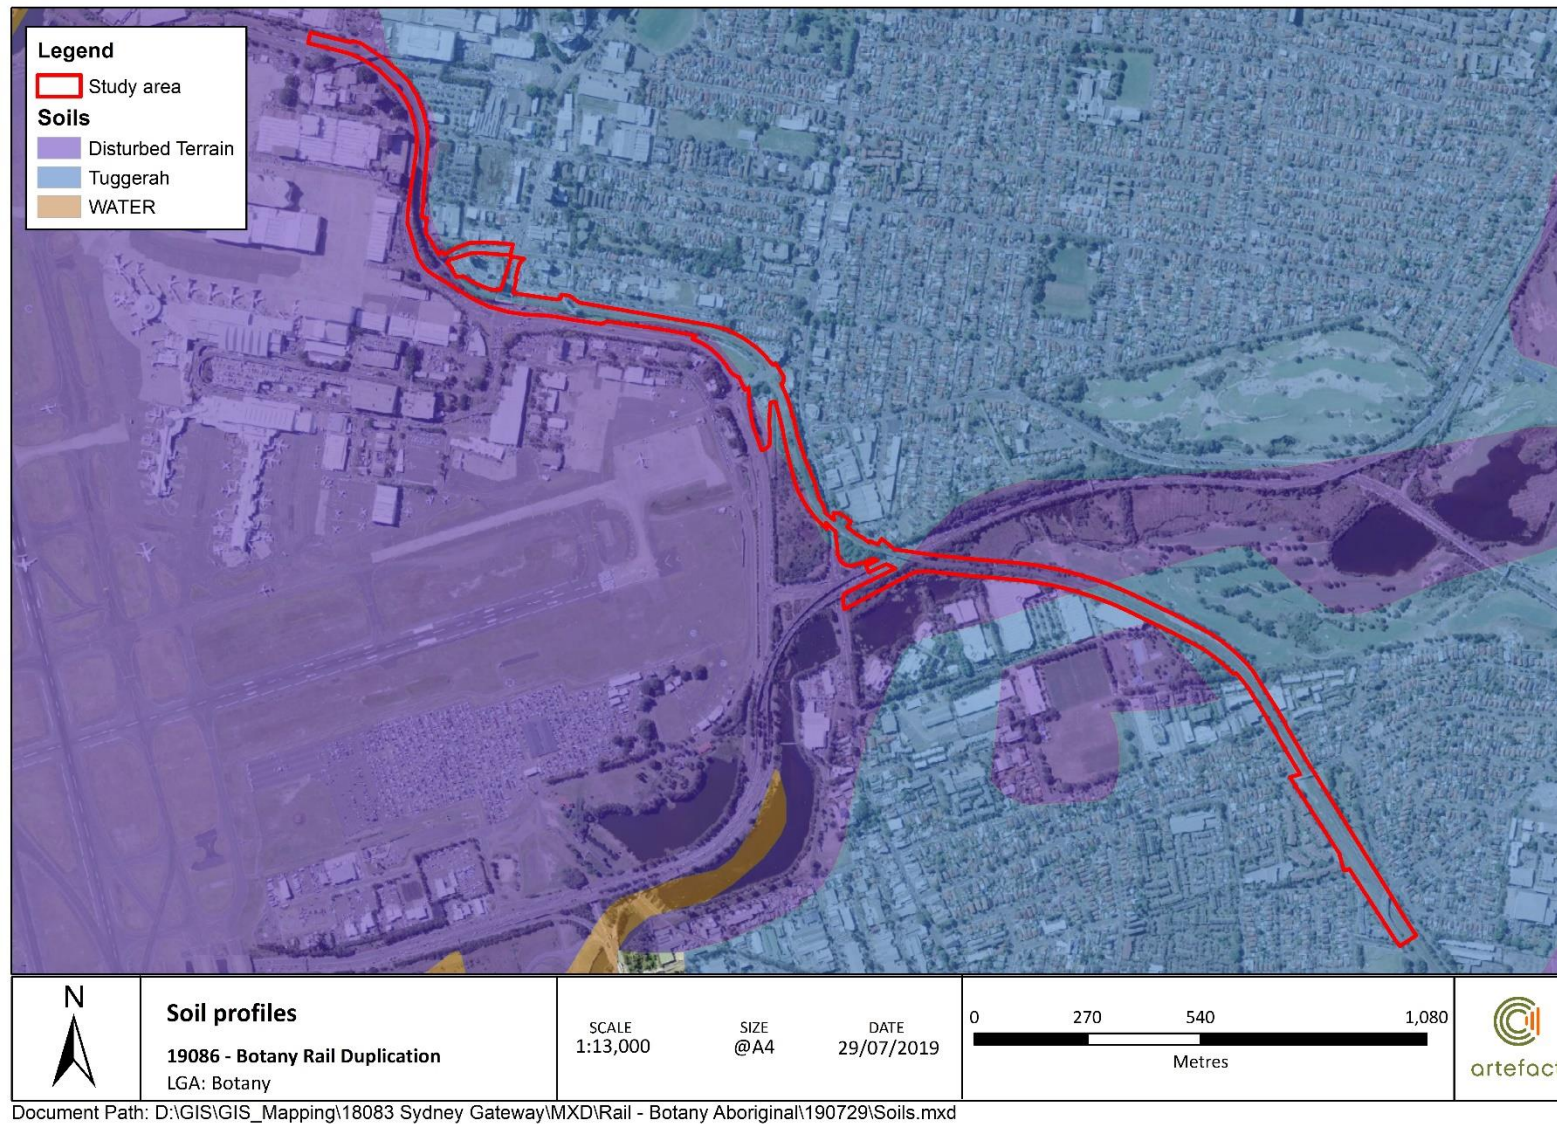 Legend
Study area
Soils
Disturbed Terrain
Tuggerah
WATER
N
Soil profiles
19086 - Botany Rail Duplication
LGA: Botany
SCALE
1:13,000
SIZE
@A4
DATE
29/07/2019
0 270 540 1,080
Metres
artefact
Document Path: D:\GIS\GIS_Mapping\18083 Sydney Gateway\MXD\Rail - Botany Aboriginal\190729\Soils.mxd